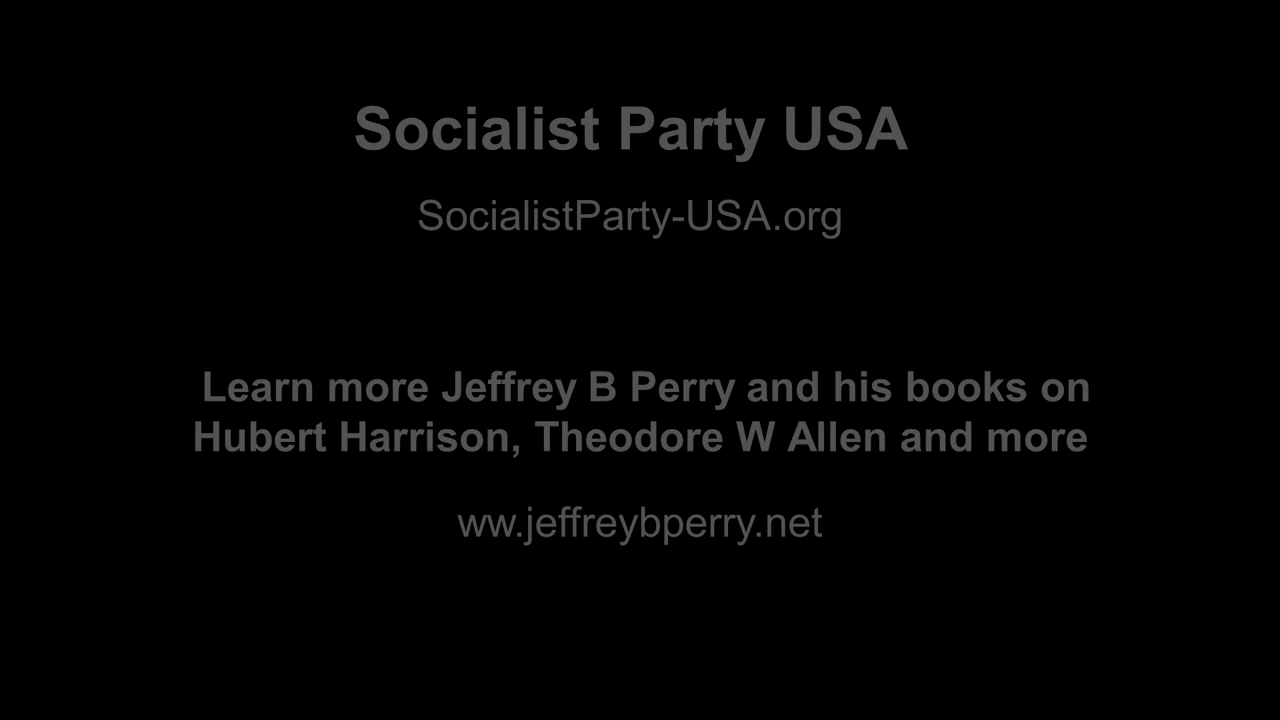 Socialist Party USA
SocialistParty-USA.org
Learn more Jeffrey B Perry and his books on
Hubert Harrison, Theodore W Allen and more
ww.jeffreybperry.net